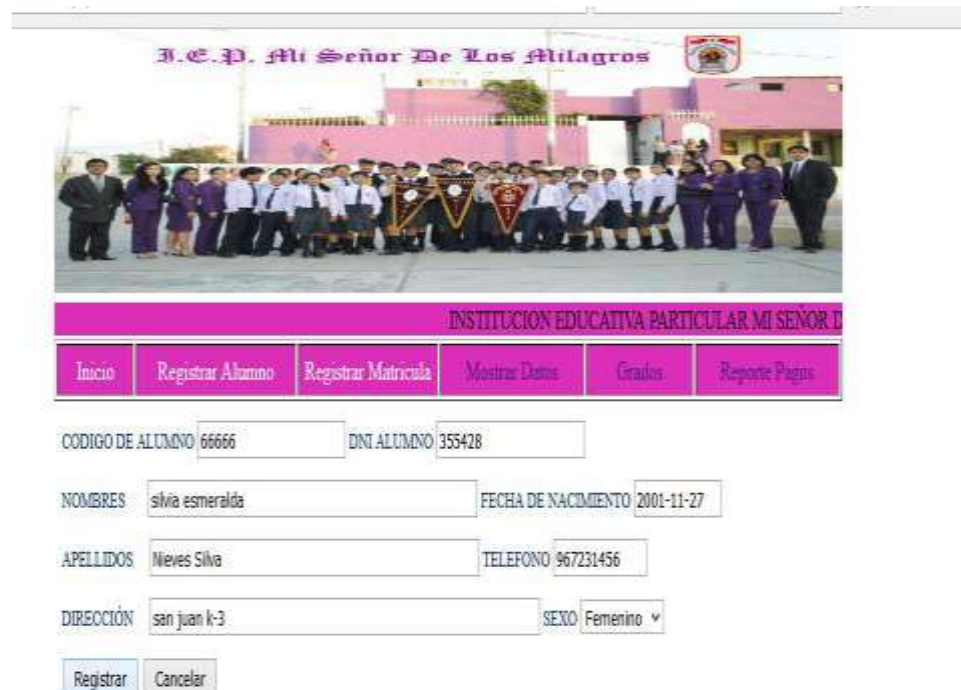 I.E.P. Mi Señor De Los Milagros
INSTITUCION EDUCATIVA PARTICULAR MI SEÑOR D
Inicio Registrar Alumno Registrar Matricula Mostrar Datos Grados Reporte Pagos
CODIGO DE ALUMNO 66666 DNI ALUMNO 355428
NOMBRES silvia esmeralda FECHA DE NACIMIENTO 2001-11-27
APELLIDOS Nieves Silva TELEFONO 967231456
DIRECCIÓN san juan k-3 SEXO Femenino
Registrar Cancelar